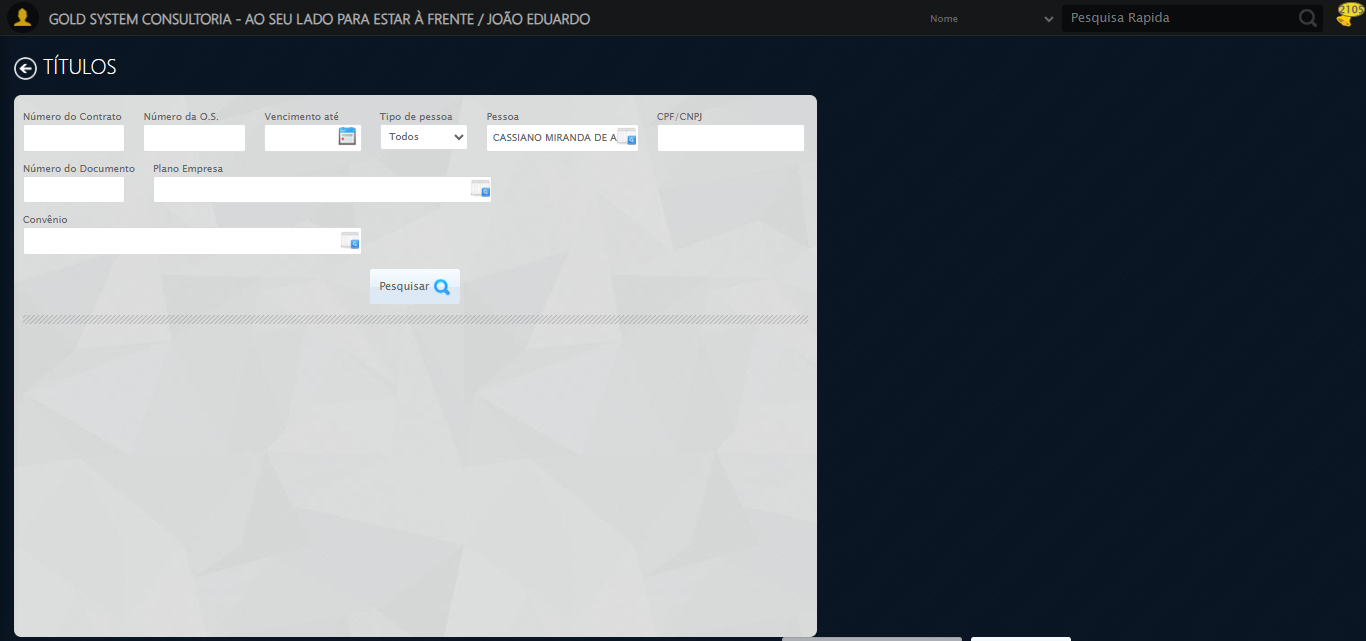 GOLD SYSTEM CONSULTORIA - AO SEU LADO PARA ESTAR À FRENTE / JOÃO EDUARDO
Nome
Pesquisa Rapida
2105
TÍTULOS
Número do Contrato
Número da O.S.
Vencimento até
Tipo de pessoa
Pessoa
CPF/CNPJ
Todos
CASSIANO MIRANDA DE A
Número do Documento
Plano Empresa
Convênio
Pesquisar